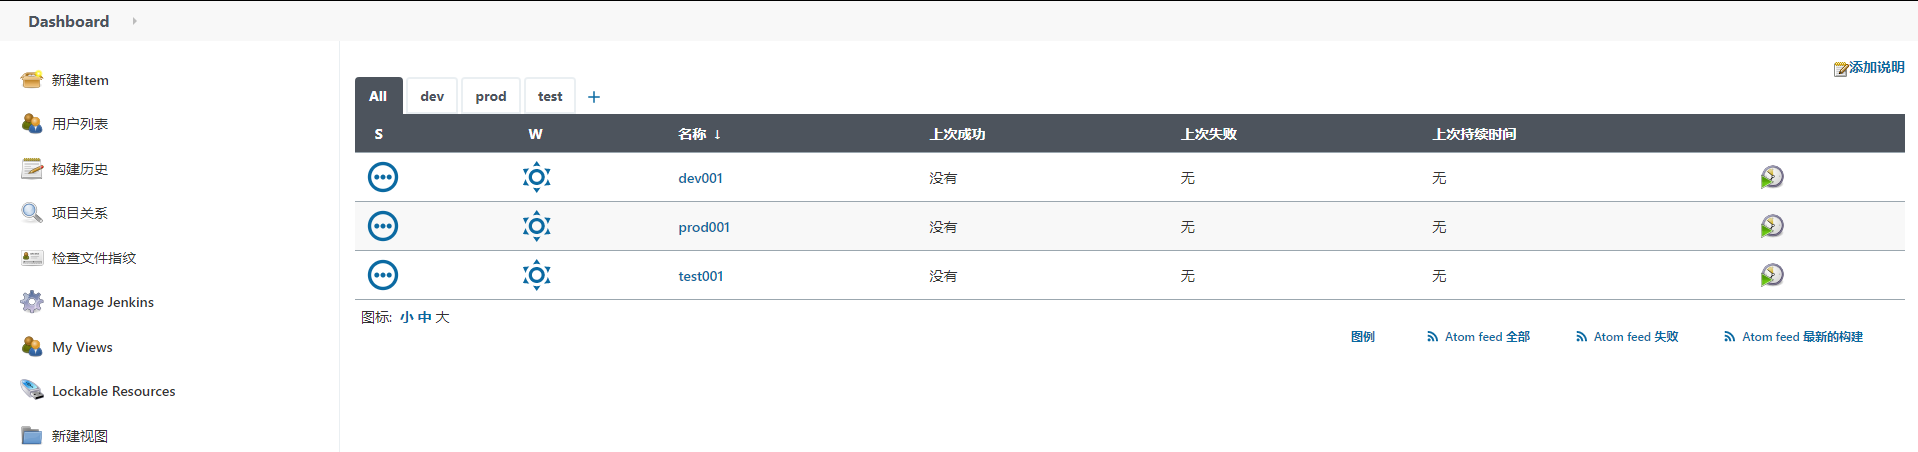 Dashboard
新建Item
用户列表
构建历史
项目关系
检查文件指纹
Manage Jenkins
My Views
Lockable Resources
新建视图
添加说明
All dev prod test +
S W 名称 ↓ 上次成功 上次失败 上次持续时间
dev001 没有 无 无
prod001 没有 无 无
test001 没有 无 无
图标: 小 中 大
图例 Atom feed 全部 Atom feed 失败 Atom feed 最新的构建